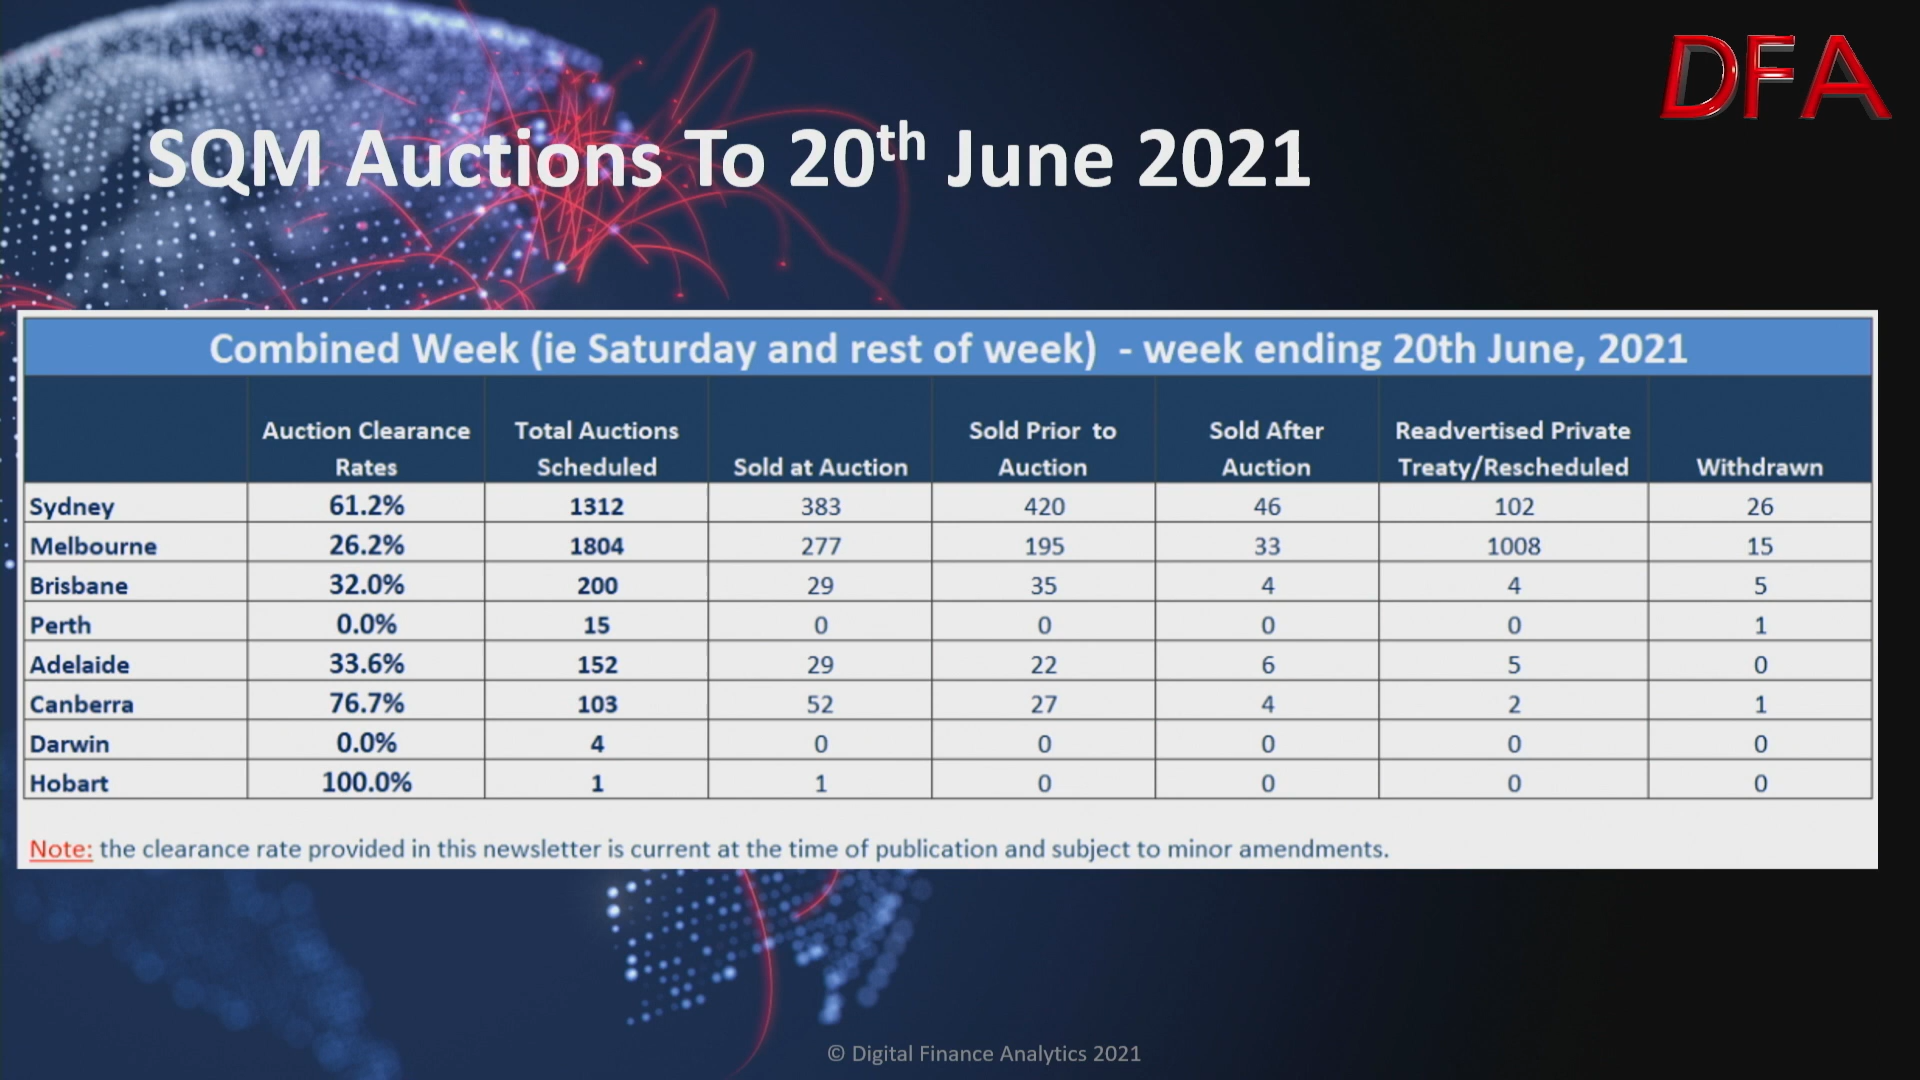 DFA
SQM Auctions To 20th June 2021
Combined Week (ie Saturday and rest of week)  - week ending 20th June, 2021
Auction Clearance Rates | Total Auctions Scheduled | Sold at Auction | Sold Prior to Auction | Sold After Auction | Readvertised Private Treaty/Rescheduled | Withdrawn
Sydney 61.2% 1312 383 420 46 102 26
Melbourne 26.2% 1804 277 195 33 1008 15
Brisbane 32.0% 200 29 35 4 4 5
Perth 0.0% 15 0 0 0 0 1
Adelaide 33.6% 152 29 22 6 5 0
Canberra 76.7% 103 52 27 4 2 1
Darwin 0.0% 4 0 0 0 0 0
Hobart 100.0% 1 1 0 0 0 0
Note: the clearance rate provided in this newsletter is current at the time of publication and subject to minor amendments.
© Digital Finance Analytics 2021